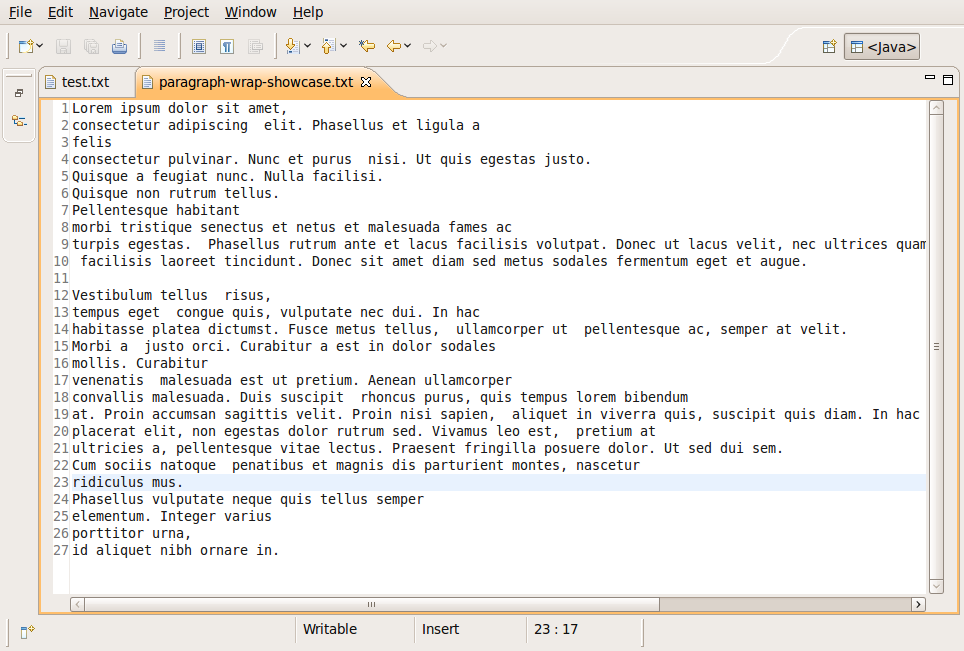 File Edit Navigate Project Window Help
<Java>
test.txt paragraph-wrap-showcase.txt
1 Lorem ipsum dolor sit amet,
2 consectetur adipiscing  elit. Phasellus et ligula a
3 felis
4 consectetur pulvinar. Nunc et purus  nisi. Ut quis egestas justo.
5 Quisque a feugiat nunc. Nulla facilisi.
6 Quisque non rutrum tellus.
7 Pellentesque habitant
8 morbi tristique senectus et netus et malesuada fames ac
9 turpis egestas.  Phasellus rutrum ante et lacus facilisis volutpat. Donec ut lacus velit, nec ultrices quam
10  facilisis laoreet tincidunt. Donec sit amet diam sed metus sodales fermentum eget et augue.
11
12 Vestibulum tellus  risus,
13 tempus eget  congue quis, vulputate nec dui. In hac
14 habitasse platea dictumst. Fusce metus tellus,  ullamcorper ut  pellentesque ac, semper at velit.
15 Morbi a  justo orci. Curabitur a est in dolor sodales
16 mollis. Curabitur
17 venenatis  malesuada est ut pretium. Aenean ullamcorper
18 convallis malesuada. Duis suscipit  rhoncus purus, quis tempus lorem bibendum
19 at. Proin accumsan sagittis velit. Proin nisi sapien,  aliquet in viverra quis, suscipit quis diam. In hac
20 placerat elit, non egestas dolor rutrum sed. Vivamus leo est,  pretium at
21 ultricies a, pellentesque vitae lectus. Praesent fringilla posuere dolor. Ut sed dui sem.
22 Cum sociis natoque  penatibus et magnis dis parturient montes, nascetur
23 ridiculus mus.
24 Phasellus vulputate neque quis tellus semper
25 elementum. Integer varius
26 porttitor urna,
27 id aliquet nibh ornare in.
Writable Insert 23 : 17